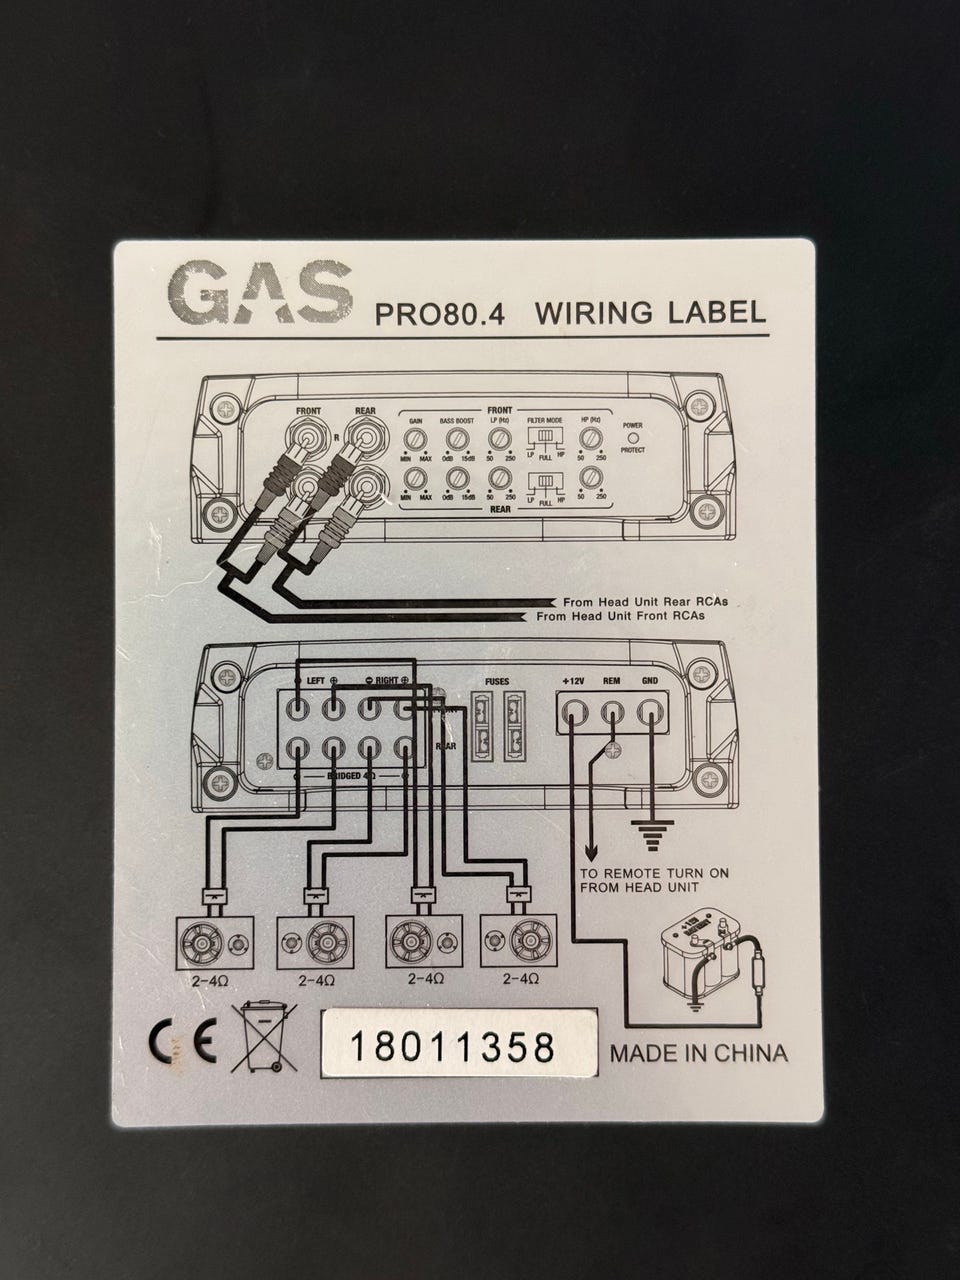 GAS PRO80.4 WIRING LABEL
FRONT REAR FRONT
GAIN BASS BOOST LP (Hz) FILTER MODE HP (Hz)
R
POWER
MIN MAX 0dB 15dB 50 250 LP FULL HP 50 250
PROTECT
MIN MAX 0dB 15dB 50 250 LP FULL HP 50 250
REAR
From Head Unit Rear RCAs
From Head Unit Front RCAs
LEFT ⊕ ⊖ RIGHT ⊕ FUSES +12V REM GND
BRIDGED 4Ω
TO REMOTE TURN ON
FROM HEAD UNIT
+12V
BATTERY
2-4Ω 2-4Ω 2-4Ω 2-4Ω
CE 18011358 MADE IN CHINA